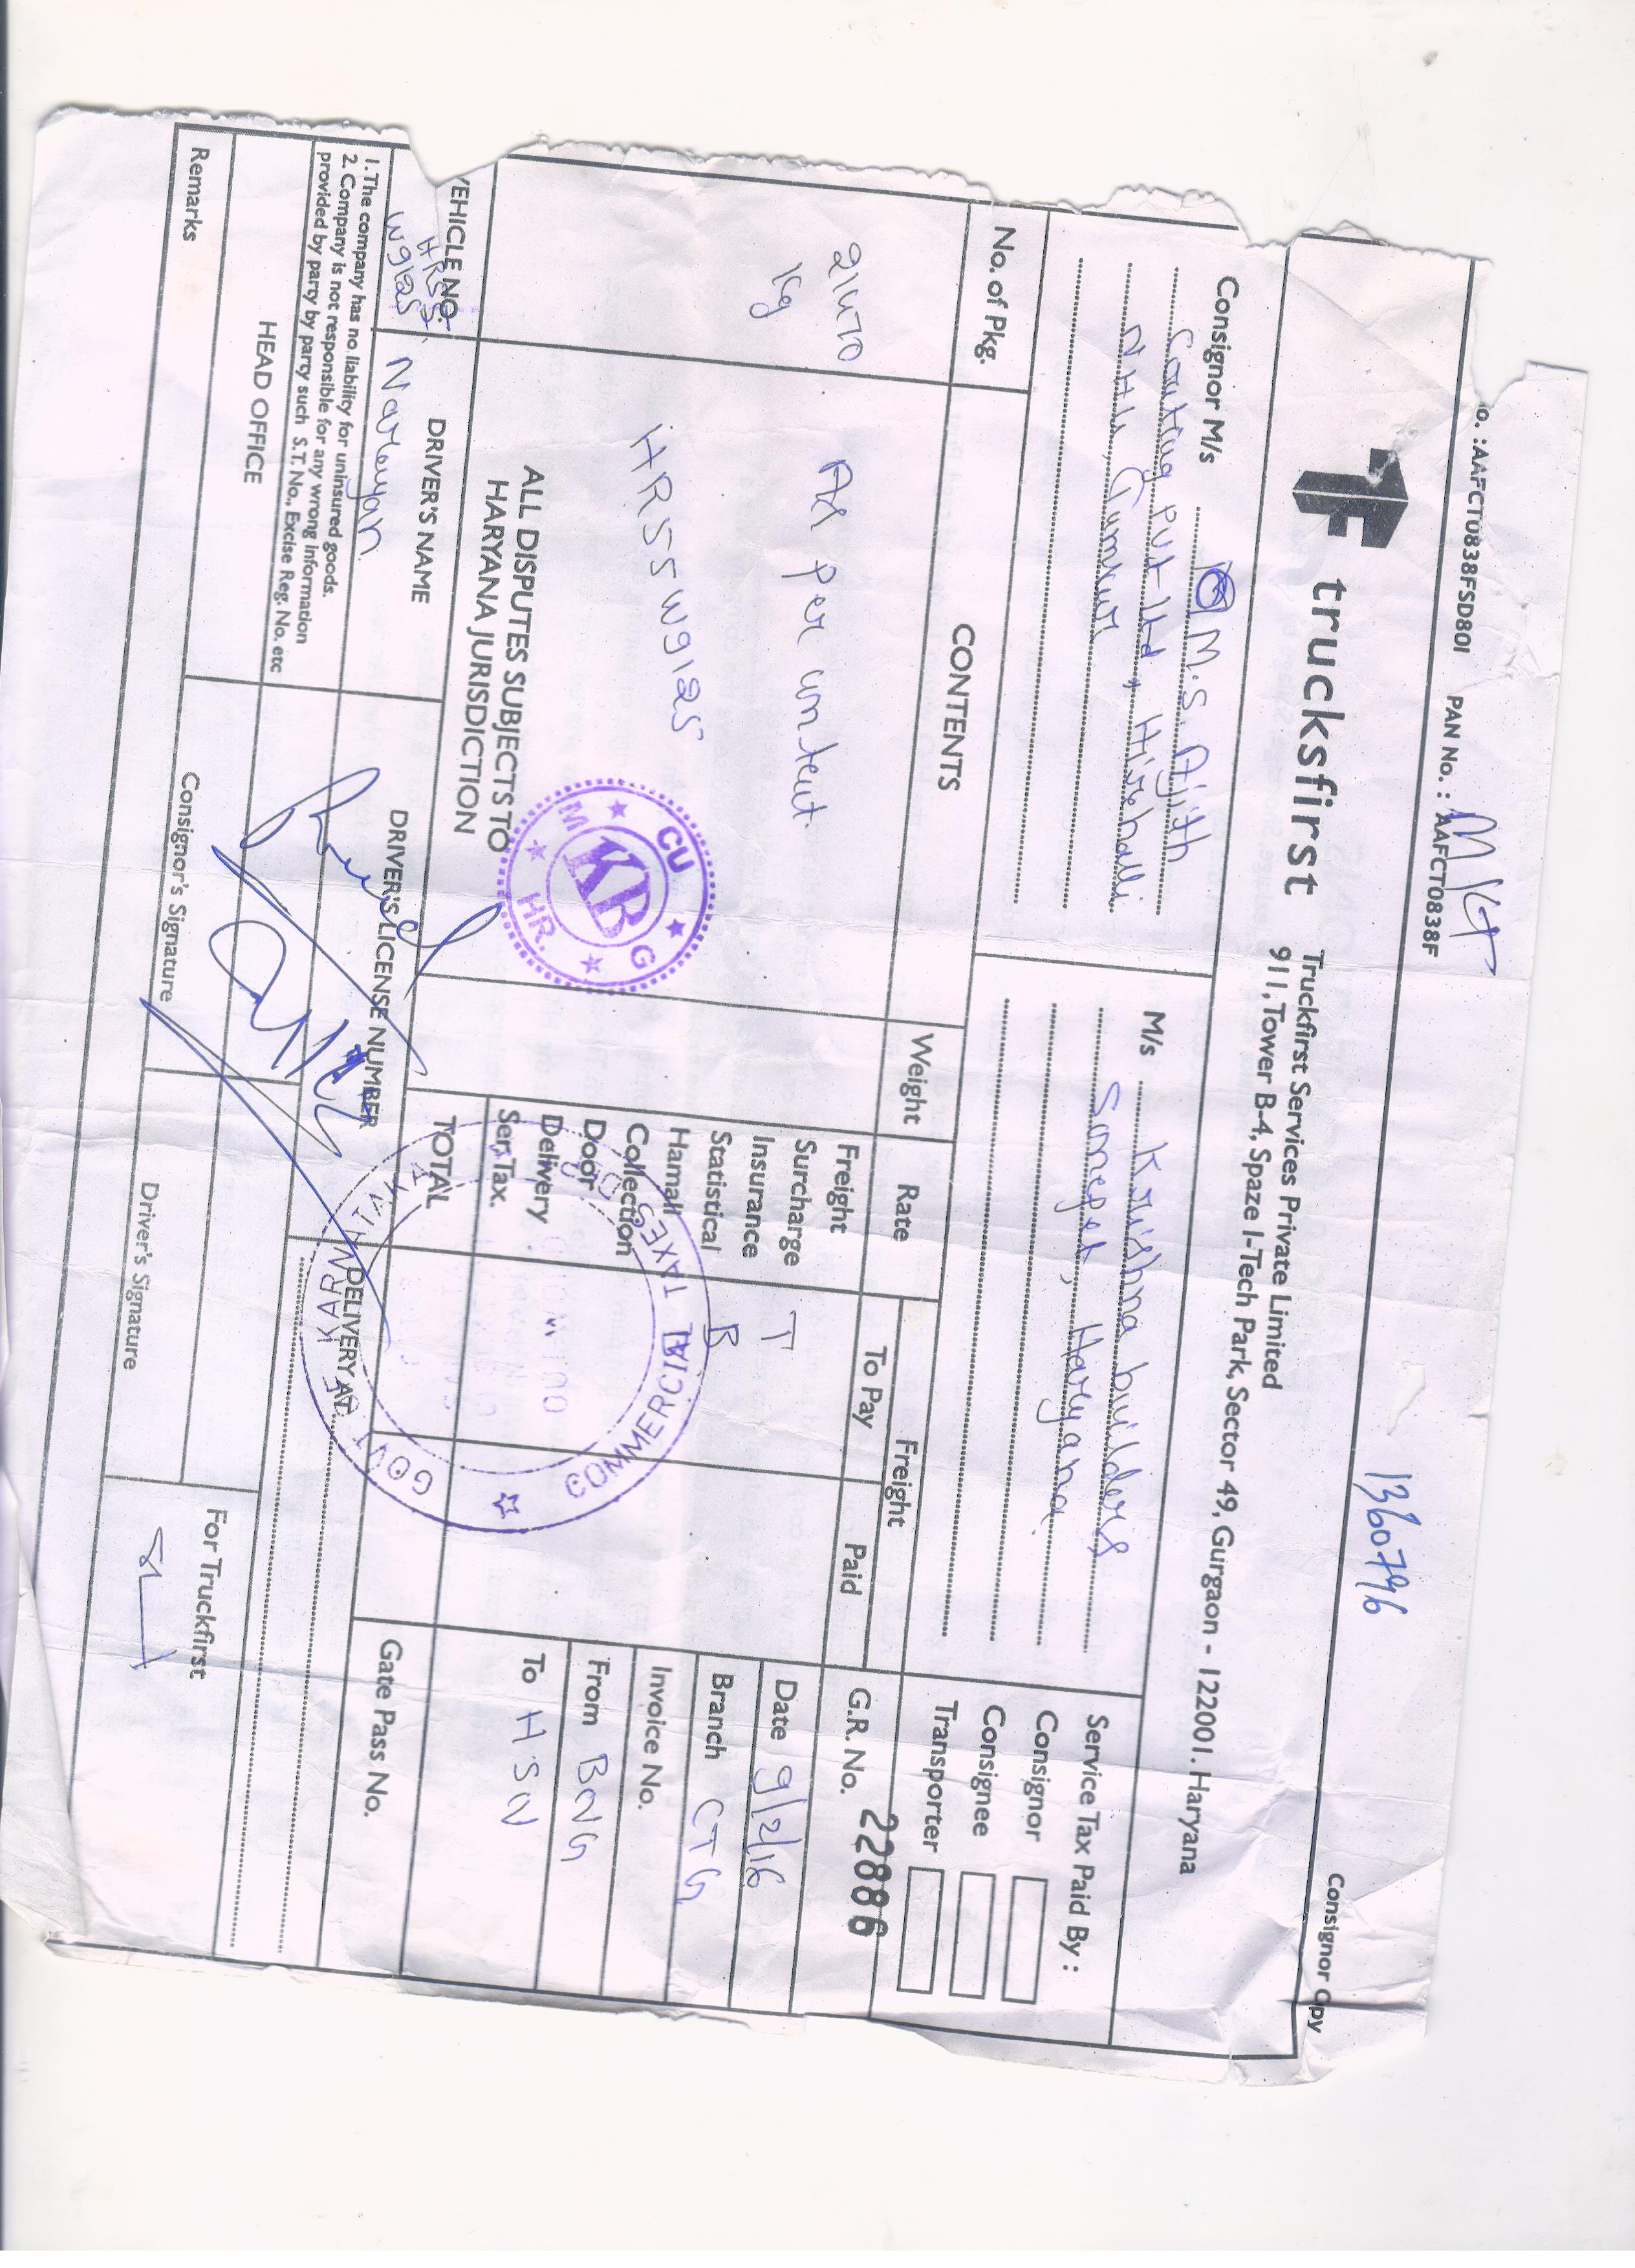 o. :AAFCT0838FSD80I PAN No. : AAFCT0838F
MKT
1360796
Consignor Opy
TF trucksfirst
Truckfirst Services Private Limited
911, Tower B-4, Spaze I-Tech Park, Sector 49, Gurgaon - 122001. Haryana
Consignor M/s M.S. Ajith
Coating Pvt Ltd, Hirehalli
NH4, Tumkur
M/s Krishna builders
Sonepet, Haryana
Service Tax Paid By :
Consignor
Consignee
Transporter
No. of Pkg.
CONTENTS
Weight
Rate
Freight
To Pay
Paid
G.R. No. 22886
21470
Kg
As per
HR55W9125
Freight
Surcharge
Insurance
Statistical
Hamali
Collection
Door
Delivery
Ser. Tax.
TOTAL
T
B
B
Date 9/2/16
Branch CTG
Invoice No.
From BNG
To HSN
Gate Pass No.
CU G HR. M
KB
COMMERCIAL TAXES
GOVT OF KARNATAKA
ALL DISPUTES SUBJECTS TO
HARYANA JURISDICTION
VEHICLE NO.
HR55
W9125
DRIVER'S NAME
Narayan
DRIVER'S LICENSE NUMBER
DELIVERY AT
1. The company has no liability for uninsured goods.
2. Company is not responsible for any wrong information
provided by party by party such S.T. No., Excise Reg. No. etc
HEAD OFFICE
Remarks
Consignor's Signature
Driver's Signature
For Truckfirst